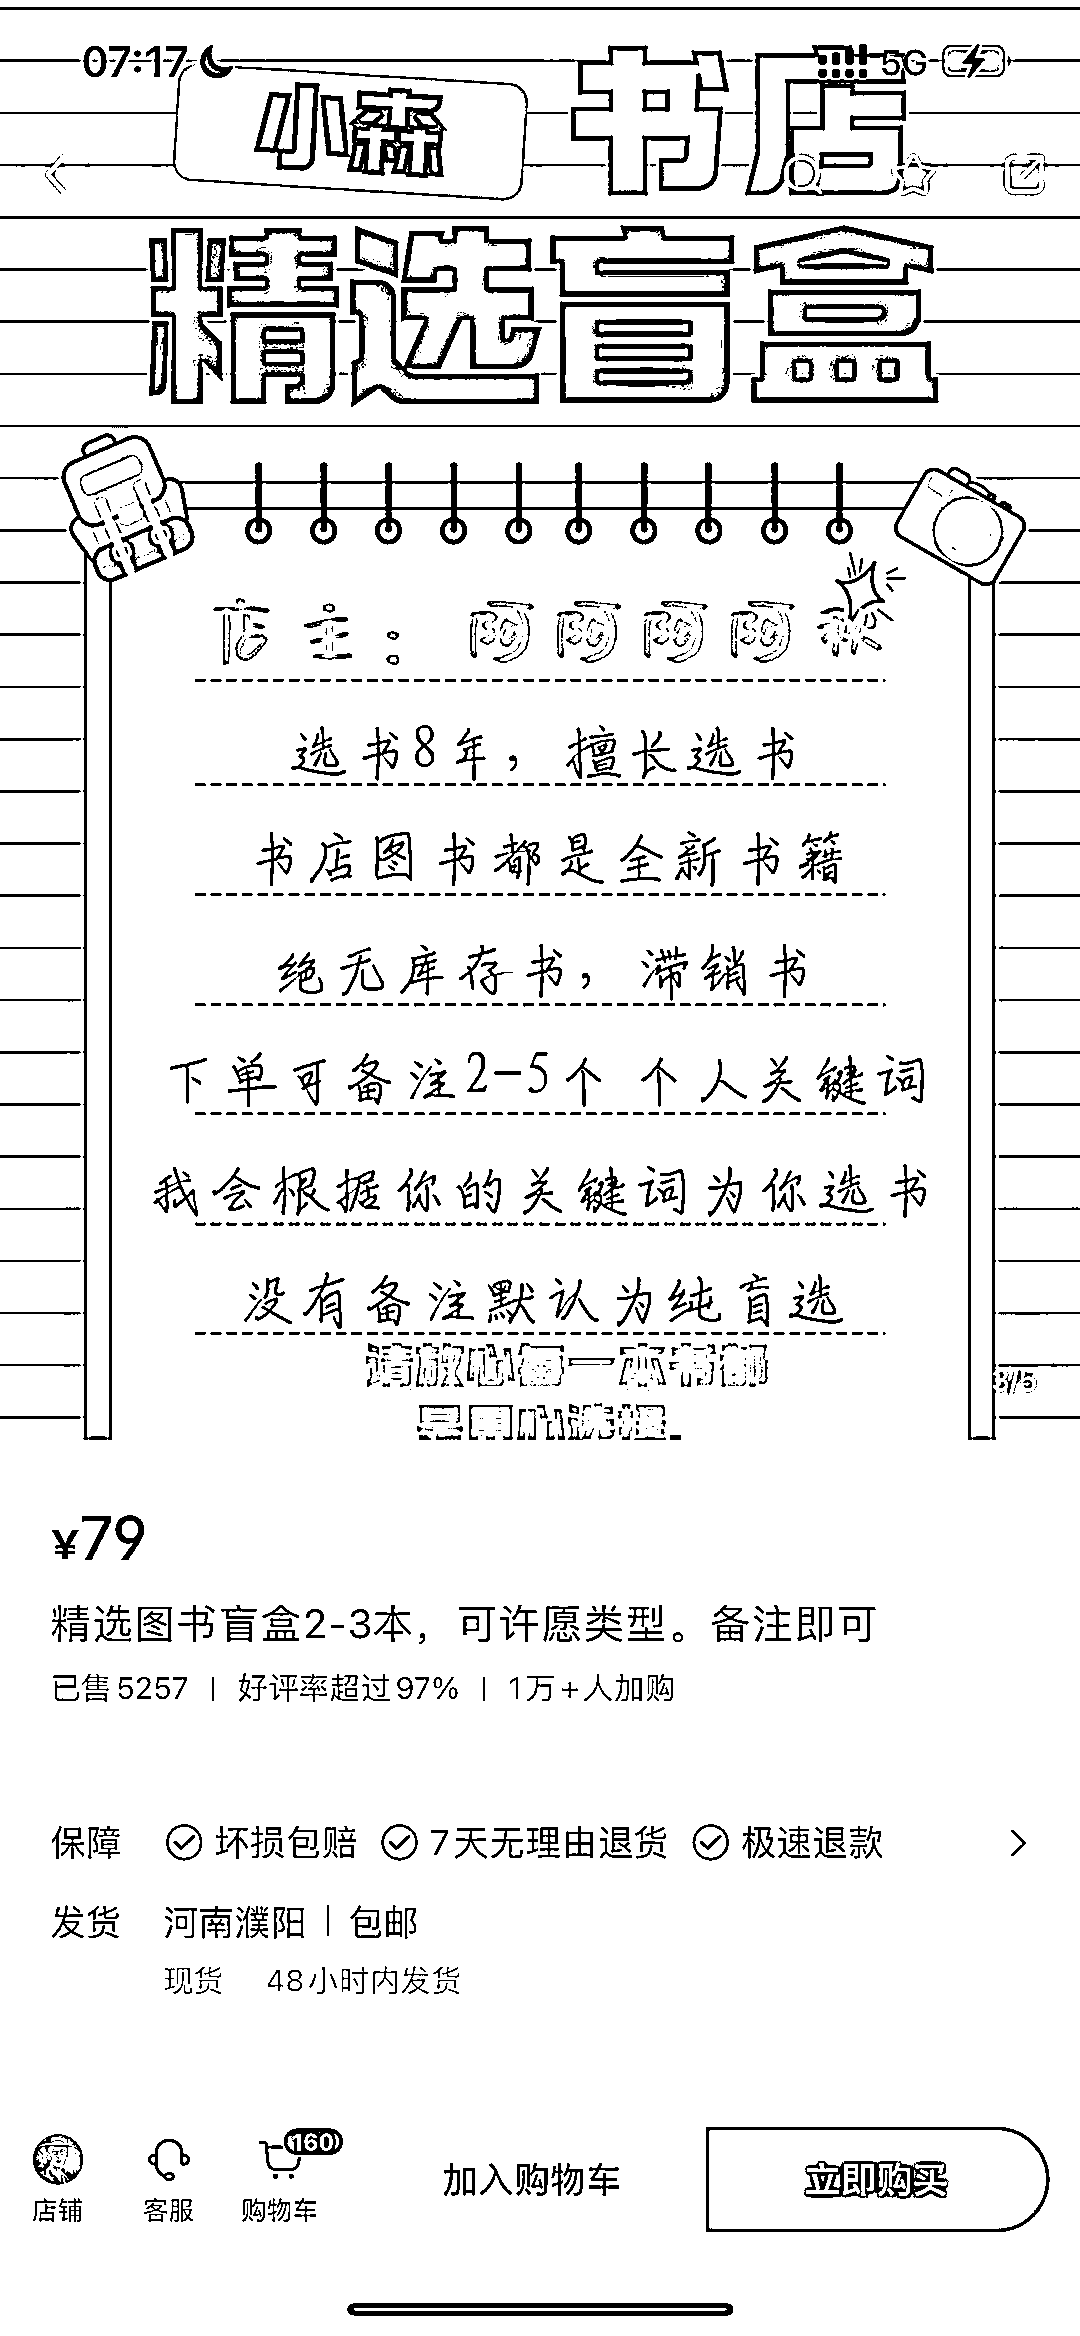 07:17 5G
小森 书店
精选盲盒
店主：阿阿阿阿秋
选书8年，擅长选书
书店图书都是全新书籍
绝无库存书，滞销书
下单可备注2-5个 个人关键词
我会根据你的关键词为你选书
没有备注默认为纯盲选
请放心每一本书都
是用心选择
3/5
¥79
精选图书盲盒2-3本，可许愿类型。备注即可
已售5257 | 好评率超过97% | 1万+人加购
保障 坏损包赔 7天无理由退货 极速退款
发货 河南濮阳 | 包邮
现货 48小时内发货
160
店铺 客服 购物车 加入购物车 立即购买